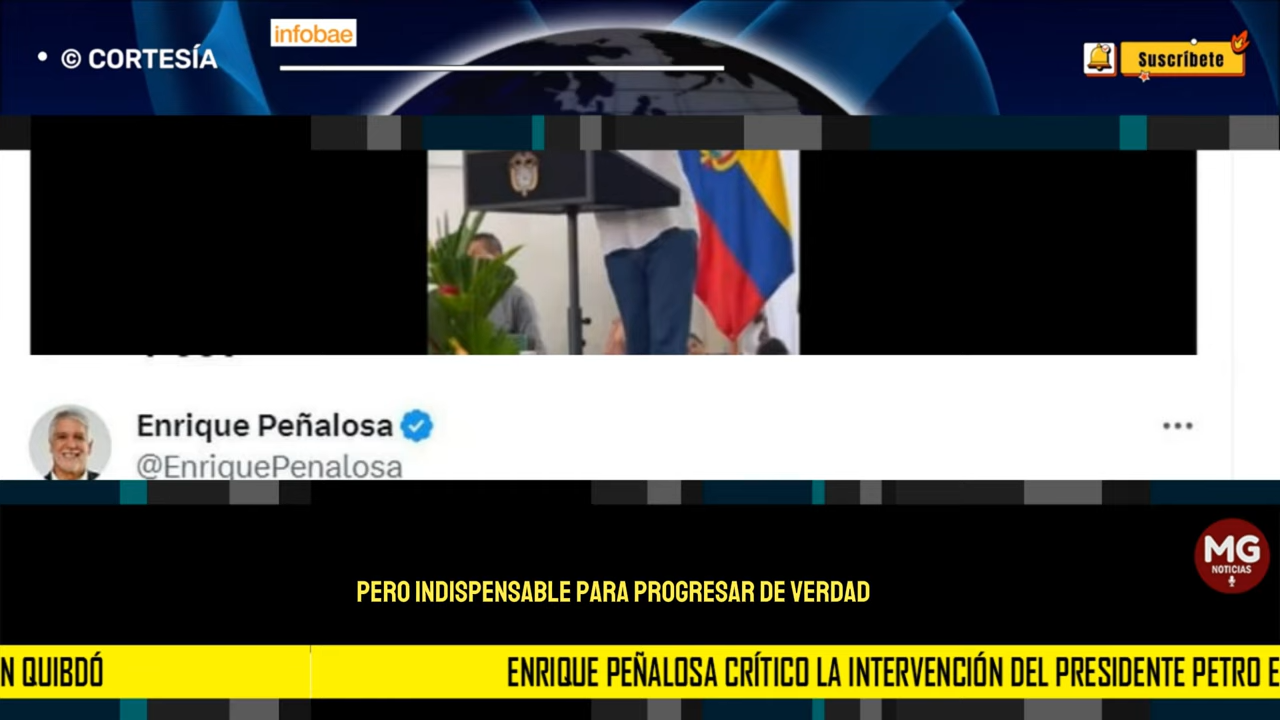 infobae
• © CORTESÍA
Suscríbete
Enrique Peñalosa
@EnriquePenalosa
MG
NOTICIAS
PERO INDISPENSABLE PARA PROGRESAR DE VERDAD
N QUIBDÓ
ENRIQUE PEÑALOSA CRÍTICO LA INTERVENCIÓN DEL PRESIDENTE PETRO E